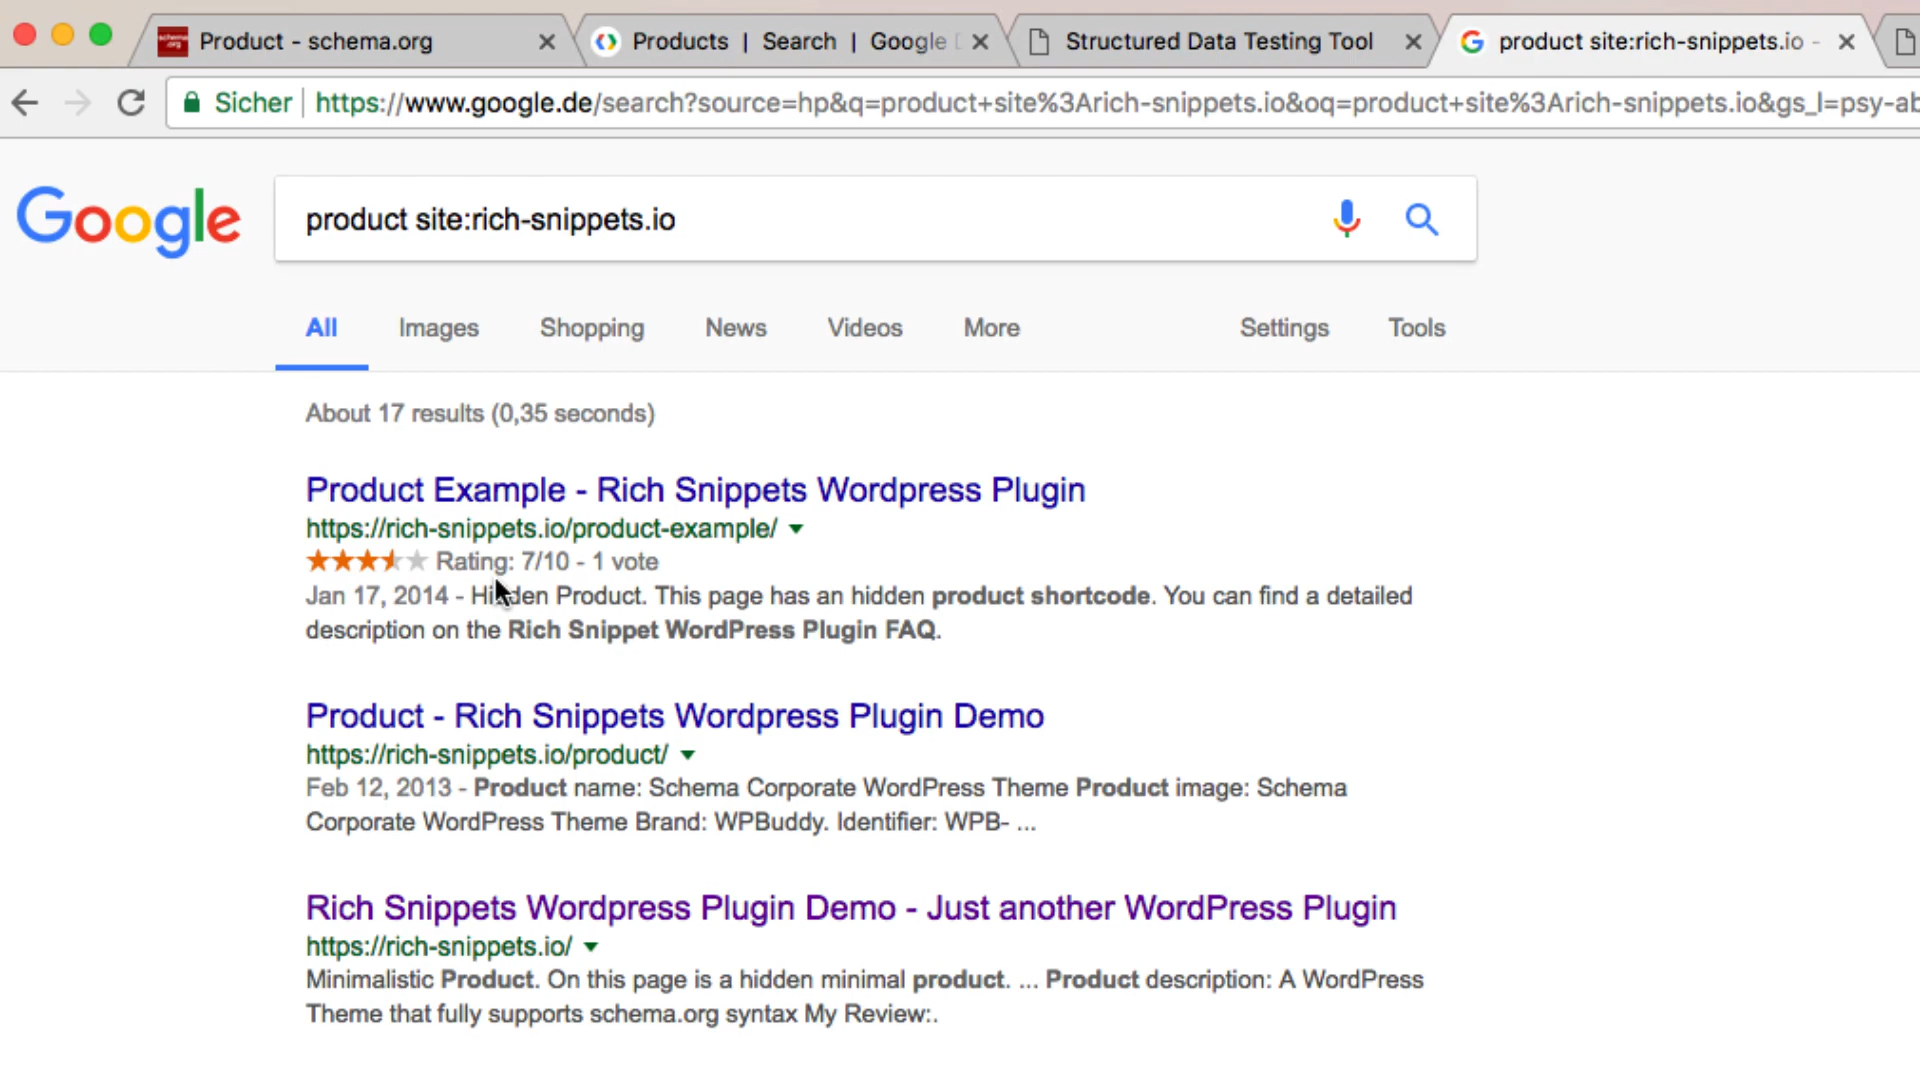 Product - schema.org
Products | Search | Google
Structured Data Testing Tool
product site:rich-snippets.io -
Sicher https://www.google.de/search?source=hp&q=product+site%3Arich-snippets.io&oq=product+site%3Arich-snippets.io&gs_l=psy-ab
Google
product site:rich-snippets.io
All Images Shopping News Videos More Settings Tools
About 17 results (0,35 seconds)
Product Example - Rich Snippets Wordpress Plugin
https://rich-snippets.io/product-example/
Rating: 7/10 - 1 vote
Jan 17, 2014 - Hidden Product. This page has an hidden product shortcode. You can find a detailed
description on the Rich Snippet WordPress Plugin FAQ.
Product - Rich Snippets Wordpress Plugin Demo
https://rich-snippets.io/product/
Feb 12, 2013 - Product name: Schema Corporate WordPress Theme Product image: Schema
Corporate WordPress Theme Brand: WPBuddy. Identifier: WPB- ...
Rich Snippets Wordpress Plugin Demo - Just another WordPress Plugin
https://rich-snippets.io/
Minimalistic Product. On this page is a hidden minimal product. ... Product description: A WordPress
Theme that fully supports schema.org syntax My Review:.